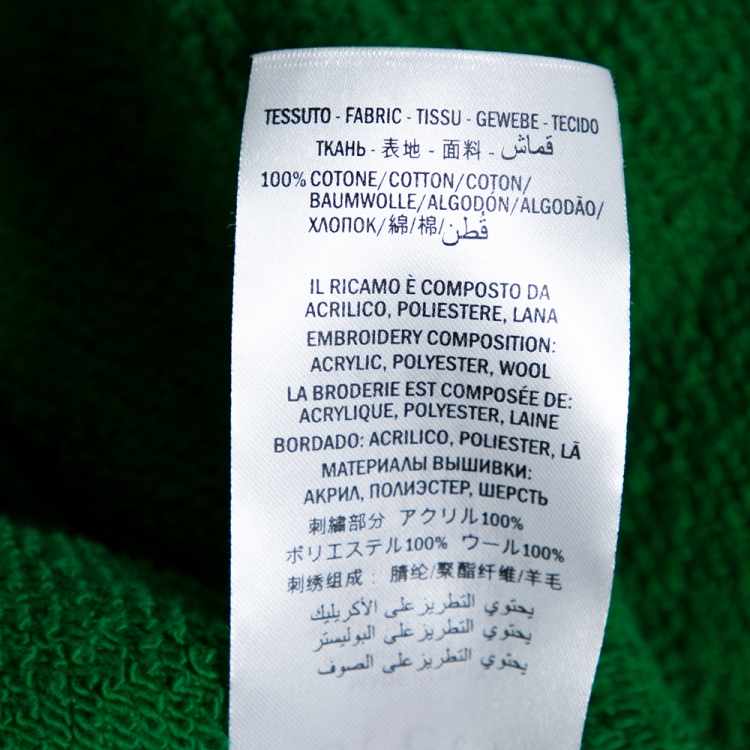 TESSUTO - FABRIC - TISSU - GEWEBE - TECIDO
ТКАНЬ - 表地 - 面料 - قماش
100% COTONE/COTTON/COTON/
BAUMWOLLE/ALGODÓN/ALGODÃO/
ХЛОПОК/綿/棉/قُطن
IL RICAMO È COMPOSTO DA
ACRILICO, POLIESTERE, LANA
EMBROIDERY COMPOSITION:
ACRYLIC, POLYESTER, WOOL
LA BRODERIE EST COMPOSÉE DE:
ACRYLIQUE, POLYESTER, LAINE
BORDADO: ACRILICO, POLIESTER, LÃ
МАТЕРИАЛЫ ВЫШИВКИ:
АКРИЛ, ПОЛИЭСТЕР, ШЕРСТЬ
刺繍部分 アクリル100%
ポリエステル100% ウール100%
刺绣组成： 腈纶/聚酯纤维/羊毛
يحتوي التطريز على الأكريليك
يحتوي التطريز على البوليستر
يحتوي التطريز على الصوف